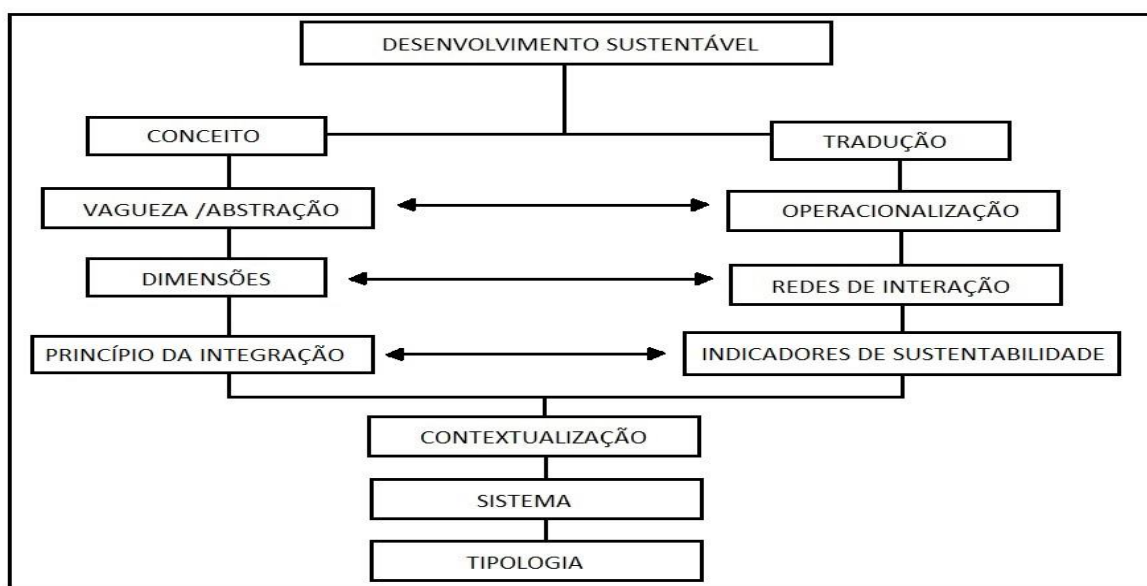 DESENVOLVIMENTO SUSTENTÁVEL
CONCEITO
TRADUÇÃO
VAGUEZA /ABSTRAÇÃO
OPERACIONALIZAÇÃO
DIMENSÕES
REDES DE INTERAÇÃO
PRINCÍPIO DA INTEGRAÇÃO
INDICADORES DE SUSTENTABILIDADE
CONTEXTUALIZAÇÃO
SISTEMA
TIPOLOGIA